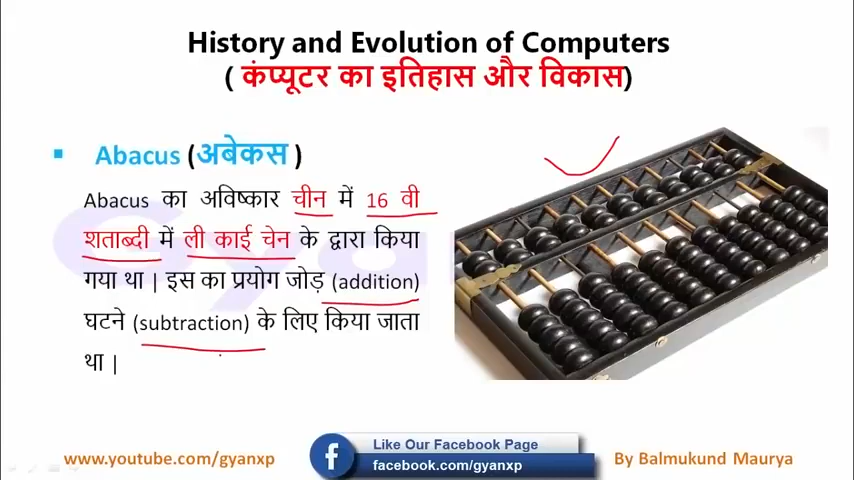 History and Evolution of Computers
( कंप्यूटर का इतिहास और विकास)
Abacus (अबेकस )
Abacus का अविष्कार चीन में 16 वी
शताब्दी में ली काई चेन के द्वारा किया
गया था | इस का प्रयोग जोड़ (addition)
घटने (subtraction) के लिए किया जाता
था |
www.youtube.com/gyanxp
Like Our Facebook Page
facebook.com/gyanxp
By Balmukund Maurya